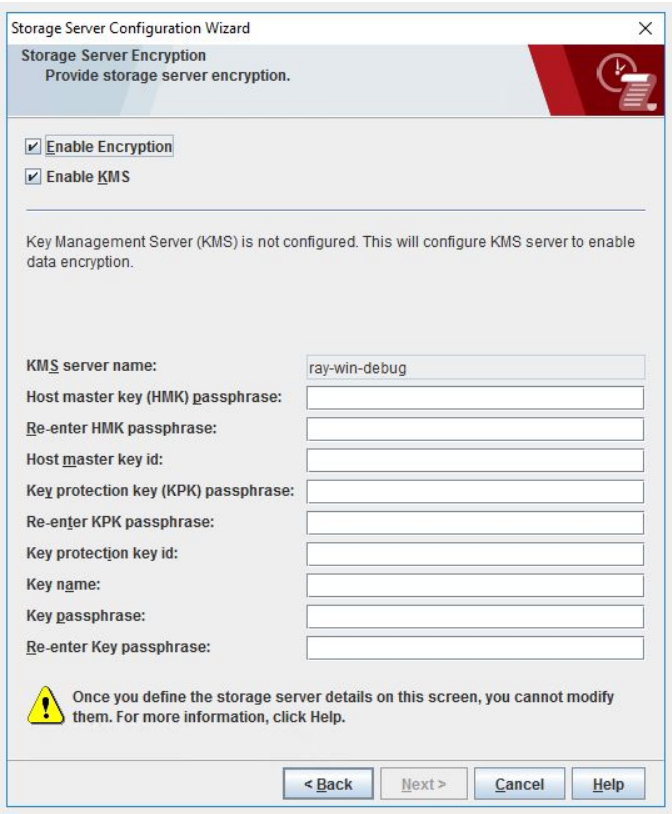 Storage Server Configuration Wizard
Storage Server Encryption
Provide storage server encryption.
Enable Encryption
Enable KMS
Key Management Server (KMS) is not configured. This will configure KMS server to enable
data encryption.
KMS server name:
ray-win-debug
Host master key (HMK) passphrase:
Re-enter HMK passphrase:
Host master key id:
Key protection key (KPK) passphrase:
Re-enter KPK passphrase:
Key protection key id:
Key name:
Key passphrase:
Re-enter Key passphrase:
Once you define the storage server details on this screen, you cannot modify
them. For more information, click Help.
< Back Next > Cancel Help